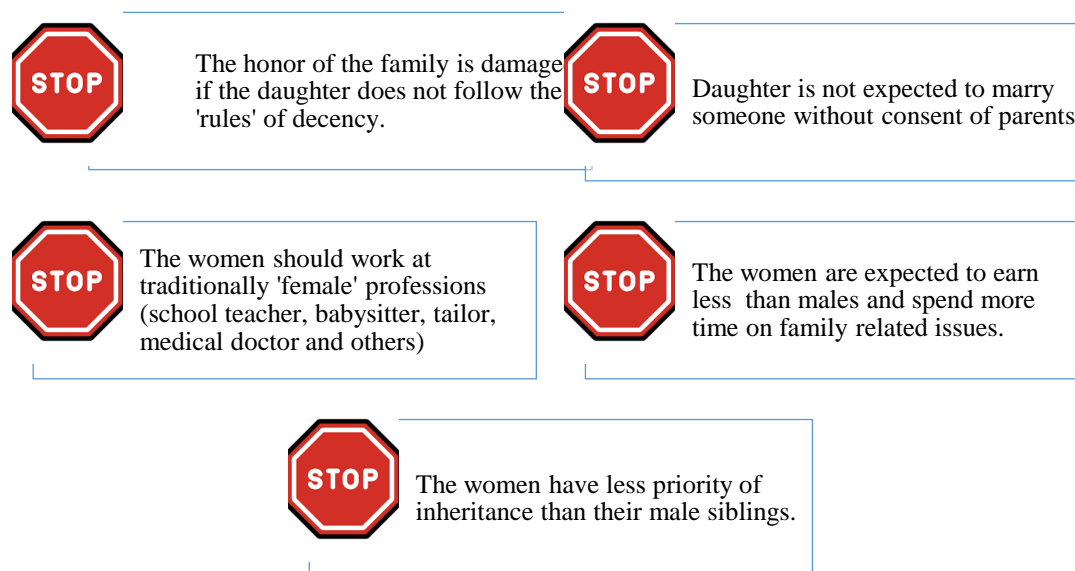 STOP
The honor of the family is damage
if the daughter does not follow the
'rules' of decency.
STOP
Daughter is not expected to marry
someone without consent of parents
STOP
The women should work at
traditionally 'female' professions
(school teacher, babysitter, tailor,
medical doctor and others)
STOP
The women are expected to earn
less than males and spend more
time on family related issues.
STOP
The women have less priority of
inheritance than their male siblings.